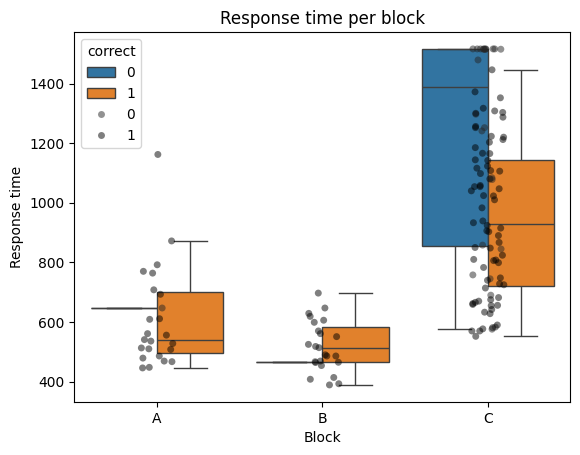 Response time per block
correct
0
1
0
1
1400
1200
1000
800
600
400
Response time
A
B
C
Block